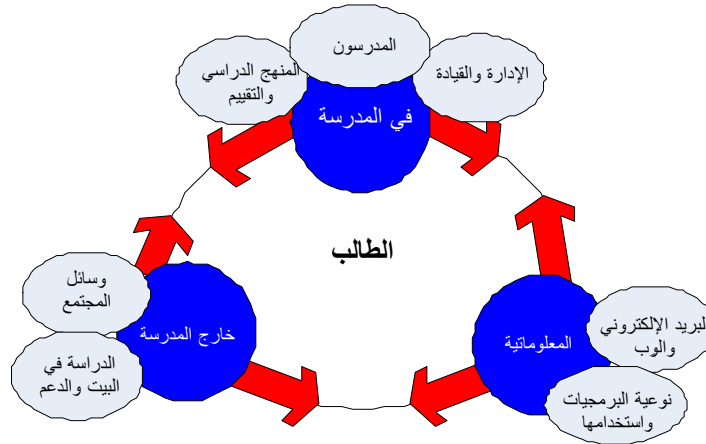 المدرسون
الإدارة والقيادة
المنهج الدراسي
والتقييم
في المدرسة
الطالب
وسائل
المجتمع
خارج المدرسة
الدراسة في
البيت والدعم
البريد الإلكتروني
والوب
المعلوماتية
نوعية البرمجيات
واستخدامها